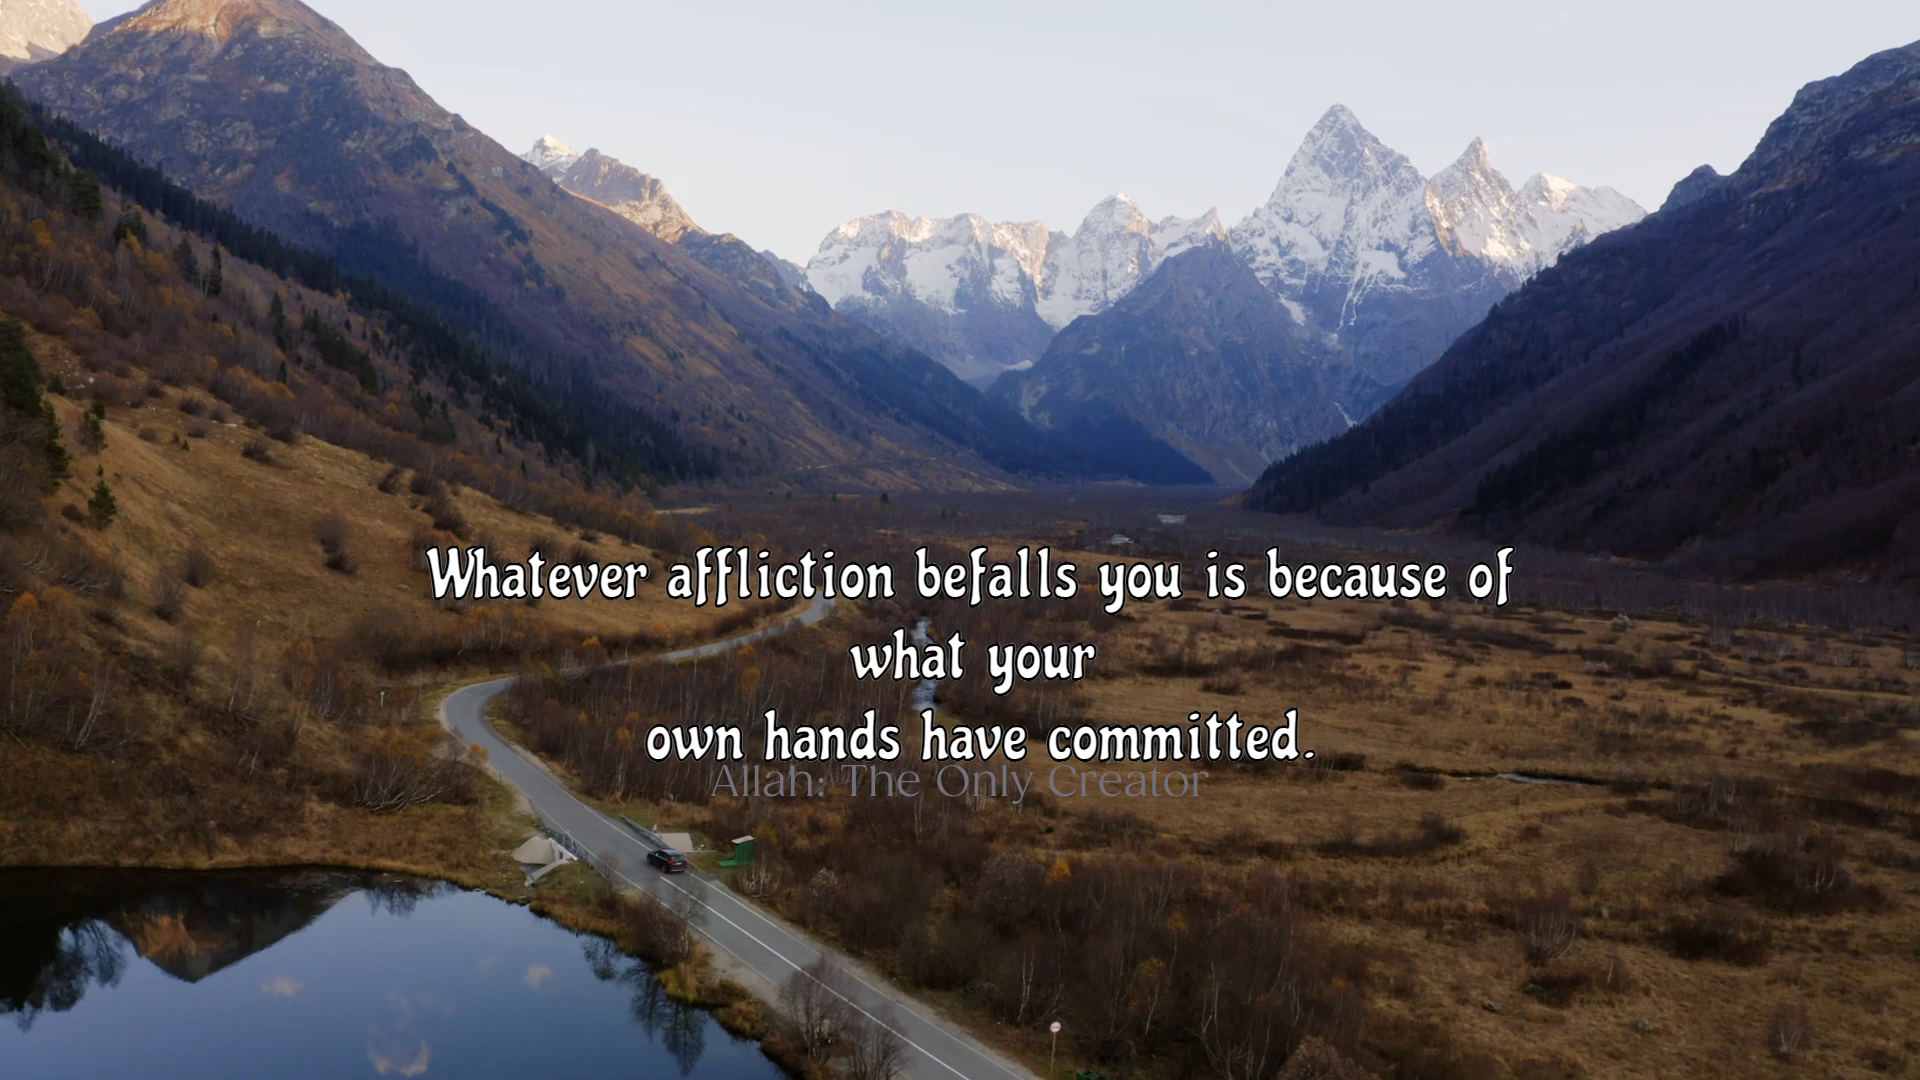 Whatever affliction befalls you is because of
what your
own hands have committed.
Allah: The Only Creator